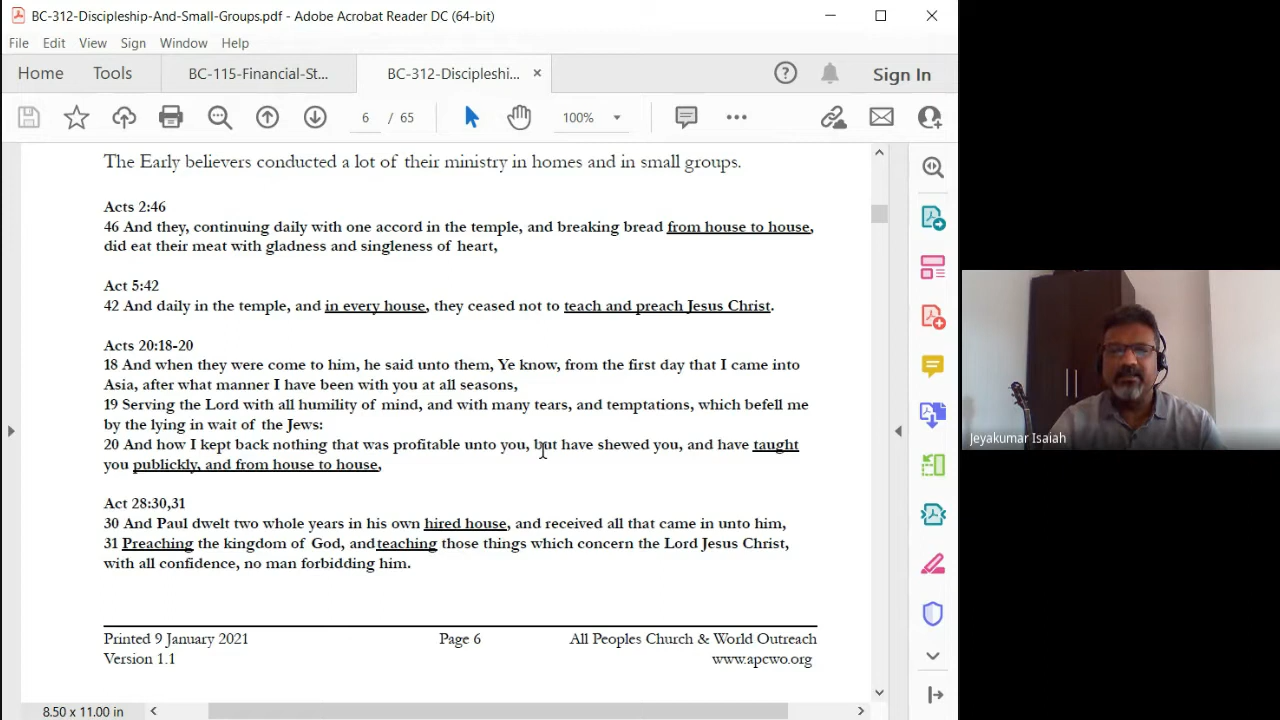 BC-312-Discipleship-And-Small-Groups.pdf - Adobe Acrobat Reader DC (64-bit)
File Edit View Sign Window Help
Home Tools BC-115-Financial-St... BC-312-Discipleshi... × Sign In
6 / 65 100%
The Early believers conducted a lot of their ministry in homes and in small groups.
Acts 2:46
46 And they, continuing daily with one accord in the temple, and breaking bread from house to house,
did eat their meat with gladness and singleness of heart,
Act 5:42
42 And daily in the temple, and in every house, they ceased not to teach and preach Jesus Christ.
Acts 20:18-20
18 And when they were come to him, he said unto them, Ye know, from the first day that I came into
Asia, after what manner I have been with you at all seasons,
19 Serving the Lord with all humility of mind, and with many tears, and temptations, which befell me
by the lying in wait of the Jews:
20 And how I kept back nothing that was profitable unto you, but have shewed you, and have taught
you publickly, and from house to house,
Act 28:30,31
30 And Paul dwelt two whole years in his own hired house, and received all that came in unto him,
31 Preaching the kingdom of God, and teaching those things which concern the Lord Jesus Christ,
with all confidence, no man forbidding him.
Printed 9 January 2021 Page 6 All Peoples Church & World Outreach
Version 1.1 www.apcwo.org
8.50 x 11.00 in
Jeyakumar Isaiah